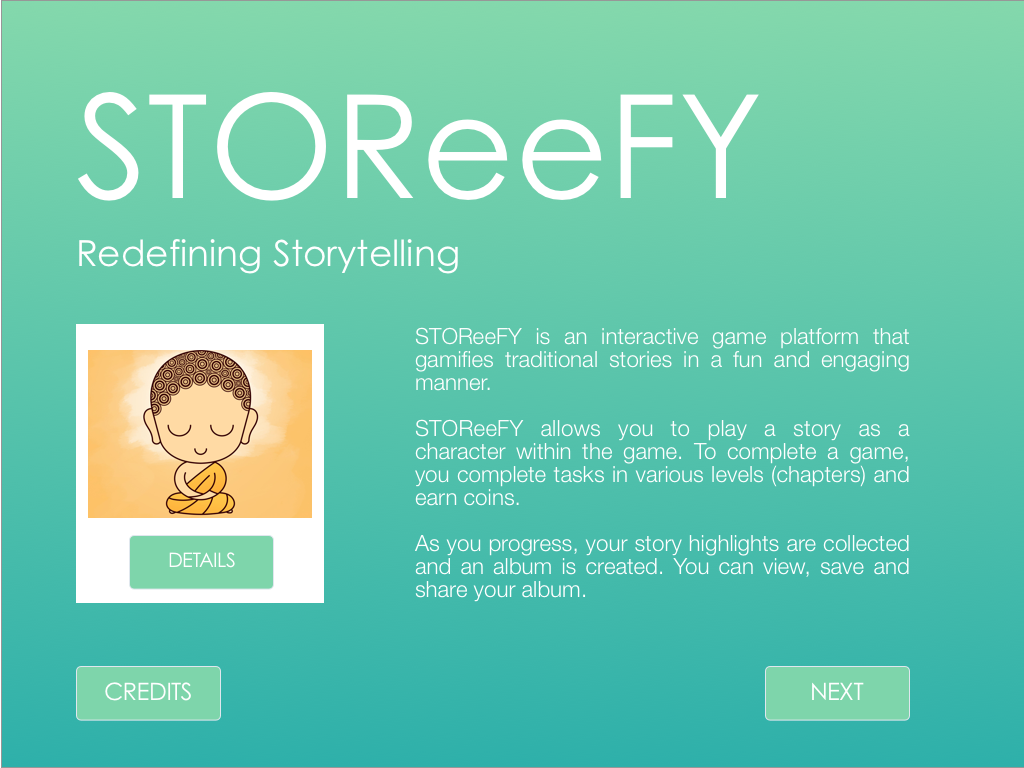 STOReeFY
Redefining Storytelling
STOReeFY is an interactive game platform that
gamifies traditional stories in a fun and engaging
manner.
STOReeFY allows you to play a story as a
character within the game. To complete a game,
you complete tasks in various levels (chapters) and
earn coins.
As you progress, your story highlights are collected
and an album is created. You can view, save and
share your album.
DETAILS
CREDITS
NEXT